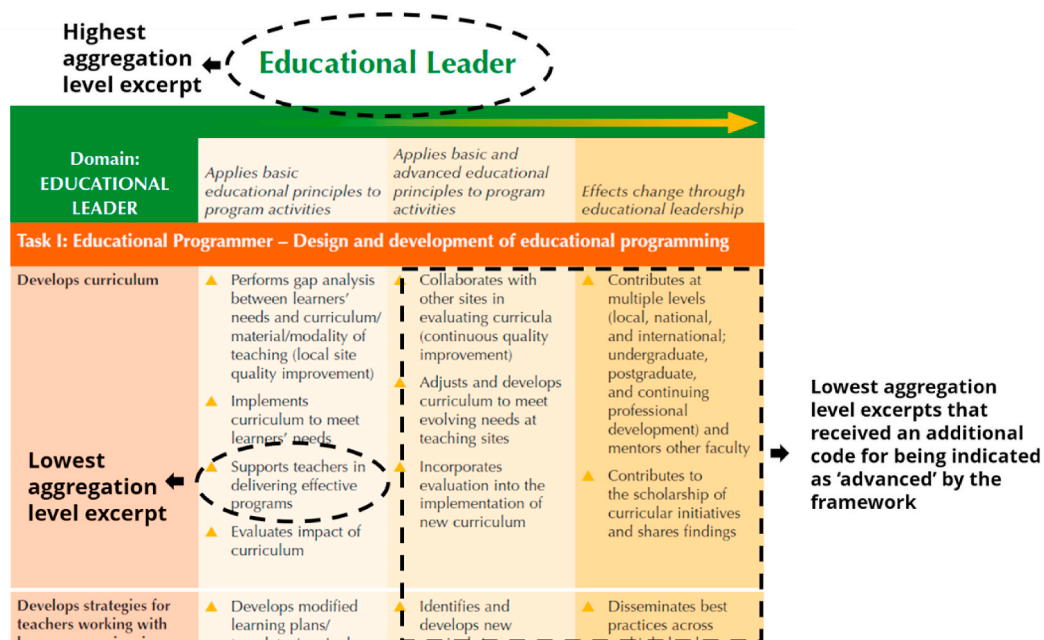 Highest
aggregation
level excerpt
Educational Leader
Domain:
EDUCATIONAL
LEADER
Applies basic
educational principles to
program activities
Applies basic and
advanced educational
principles to program
activities
Effects change through
educational leadership
Task I: Educational Programmer – Design and development of educational programming
Develops curriculum
Performs gap analysis
between learners'
needs and curriculum/
material/modality of
teaching (local site
quality improvement)
Implements
curriculum to meet
learners' needs
Supports teachers in
delivering effective
programs
Evaluates impact of
curriculum
Collaborates with
other sites in
evaluating curricula
(continuous quality
improvement)
Adjusts and develops
curriculum to meet
evolving needs at
teaching sites
Incorporates
evaluation into the
implementation of
new curriculum
Contributes at
multiple levels
(local, national,
and international;
undergraduate,
postgraduate,
and continuing
professional
development) and
mentors other faculty
Contributes to
the scholarship of
curricular initiatives
and shares findings
Lowest
aggregation
level excerpt
Lowest aggregation
level excerpts that
received an additional
code for being indicated
as ‘advanced’ by the
framework
Develops strategies for
teachers working with
Develops modified
learning plans/
Identifies and
develops new
Disseminates best
practices across